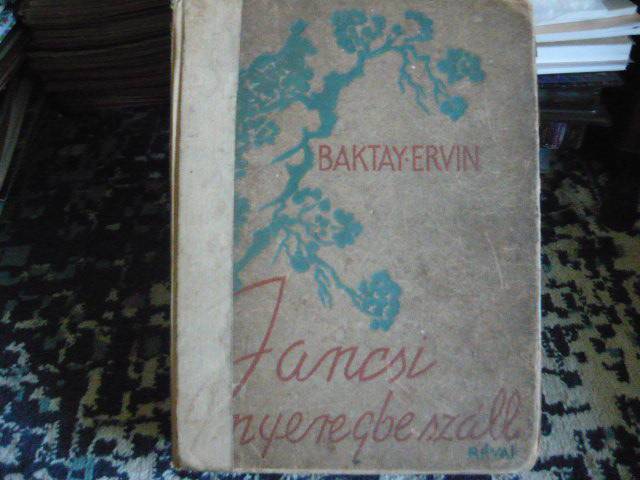 BAKTAY·ERVIN
Jancsi
nyeregbe száll
RÉVAI